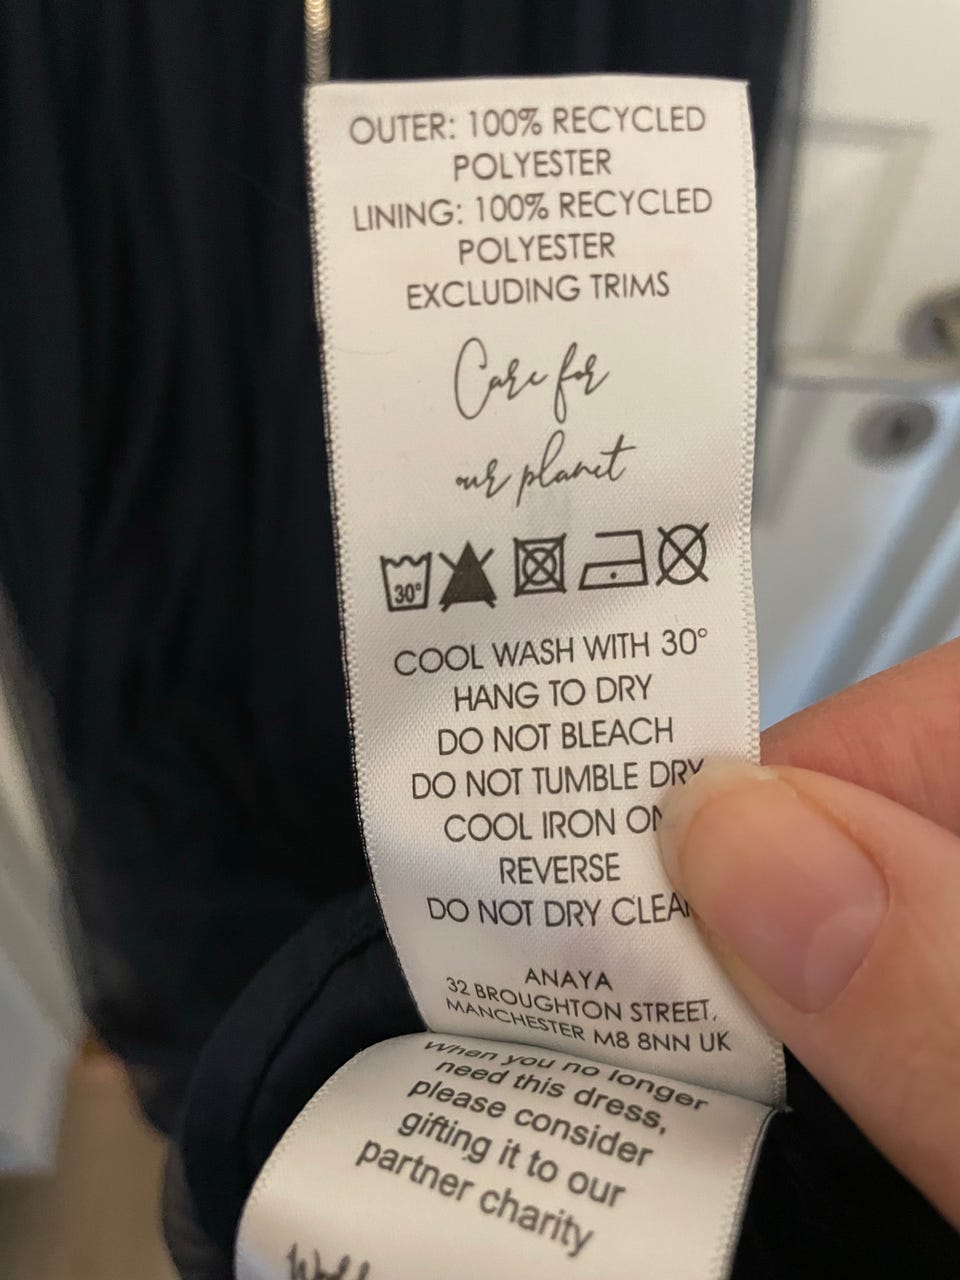 OUTER: 100% RECYCLED
POLYESTER
LINING: 100% RECYCLED
POLYESTER
EXCLUDING TRIMS
Care for
our planet
30°
COOL WASH WITH 30°
HANG TO DRY
DO NOT BLEACH
DO NOT TUMBLE DRY
COOL IRON ON
REVERSE
DO NOT DRY CLEAN
ANAYA
32 BROUGHTON STREET,
MANCHESTER M8 8NN UK
When you no longer
need this dress,
please consider
gifting it to our
partner charity